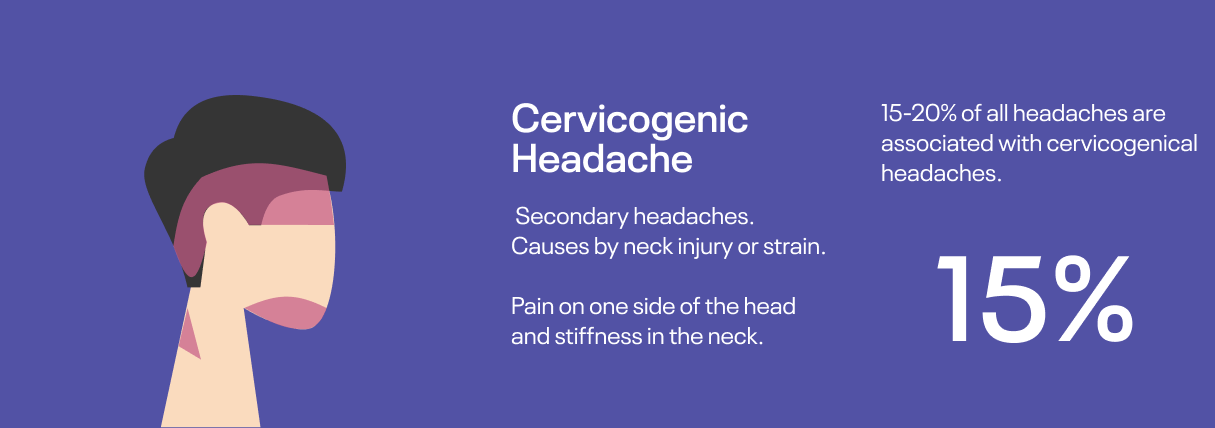 Cervicogenic
Headache
Secondary headaches.
Causes by neck injury or strain.
Pain on one side of the head
and stiffness in the neck.
15-20% of all headaches are
associated with cervicogenical
headaches.
15%